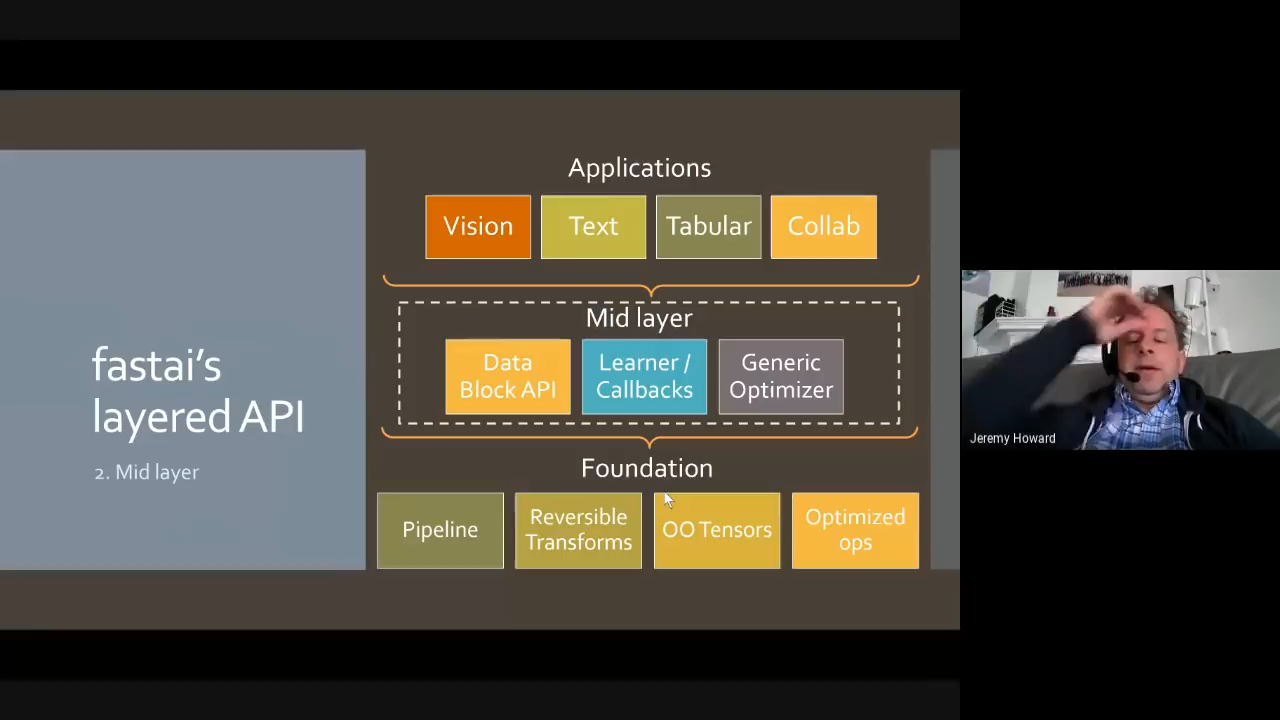 fastai's
layered API
2. Mid layer
Applications
Vision
Text
Tabular
Collab
Mid layer
Data
Block API
Learner /
Callbacks
Generic
Optimizer
Foundation
Pipeline
Reversible
Transforms
OO Tensors
Optimized
ops
Jeremy Howard